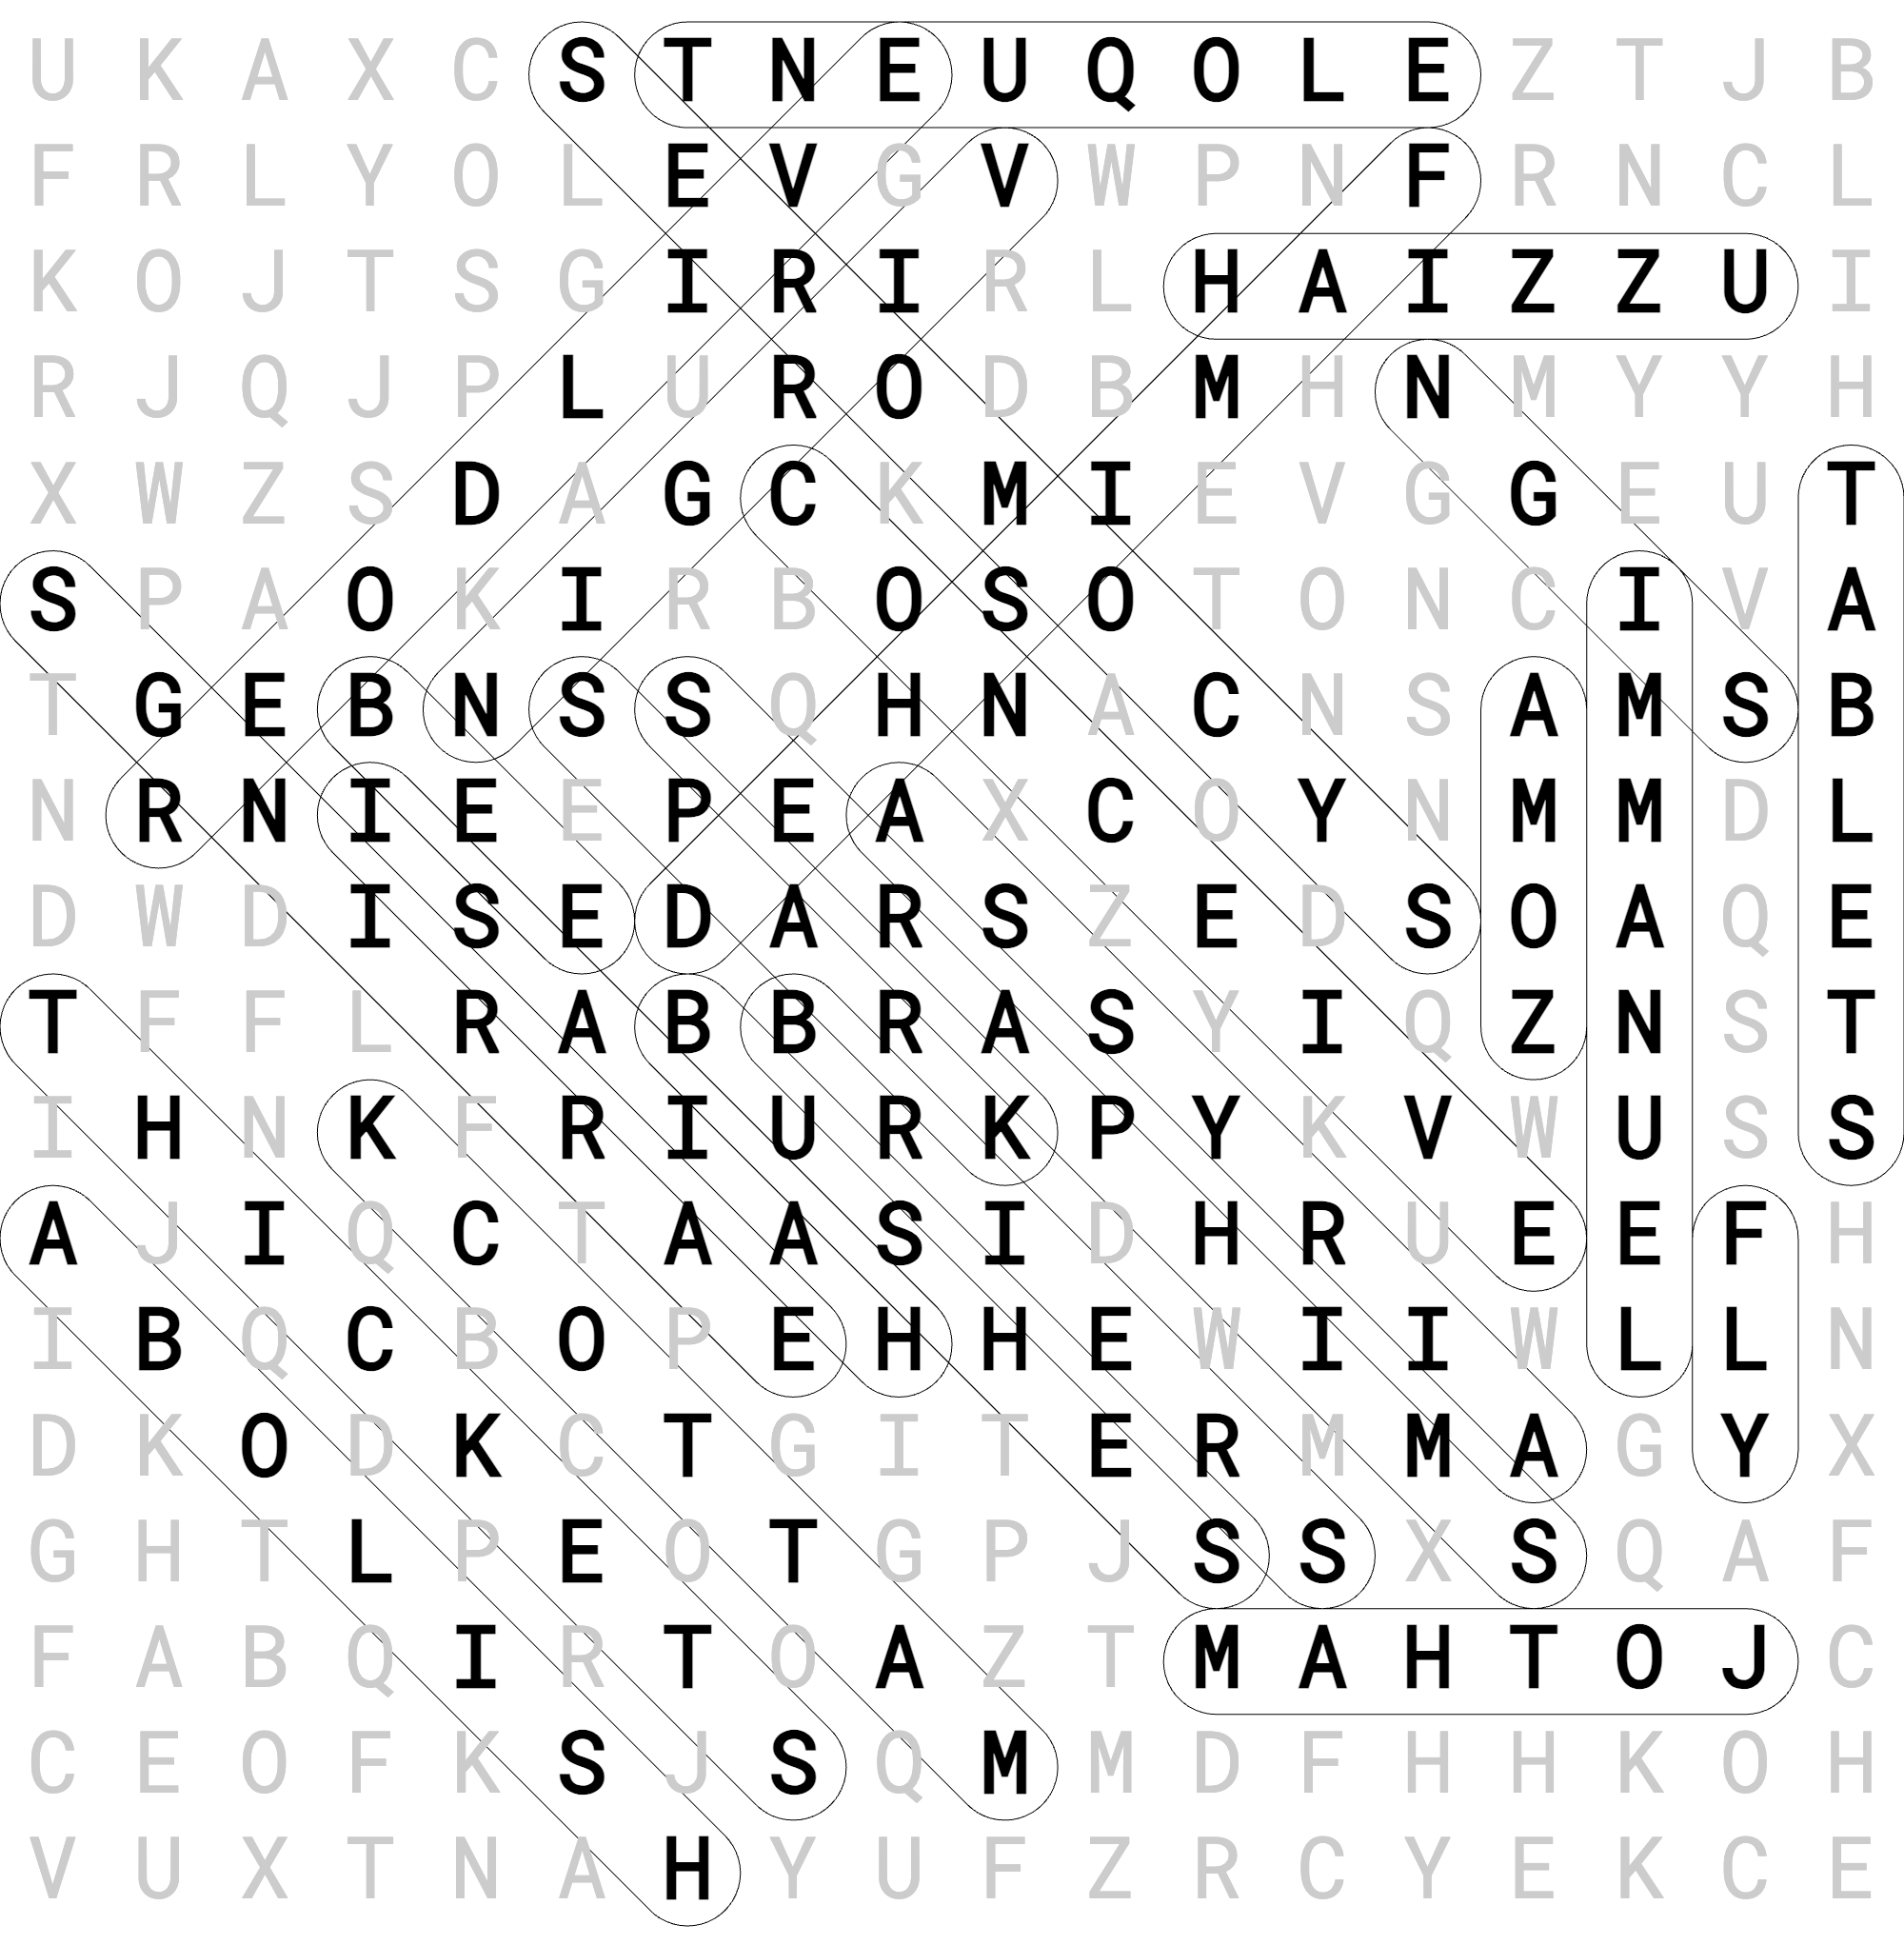 U K A X C S T N E U Q O L E Z T J B
F R L Y O L E V G V W P N F R N C L
K O J T S G I R I R L H A I Z Z U I
R J Q J P L U R O D B M H N M Y Y H
X W Z S D A G C K M I E V G G E U T
S P A O K I R B O S O T O N C I V A
T G E B N S S Q H N A C N S A M S B
N R N I E E P E A X C O Y N M M D L
D W D I S E D A R S Z E D S O A Q E
T F F L R A B B R A S Y I Q Z N S T
I H N K F R I U R K P Y K V W U S S
A J I Q C T A A S I D H R U E E F H
I B Q C B O P E H H E W I I W L L N
D K O D K C T G I T E R M M A G Y X
G H T L P E O T G P J S S X S Q A F
F A B Q I R T O A Z T M A H T O J C
C E O F K S J S Q M M D F H H K O H
V U X T N A H Y U F Z R C Y E K C E